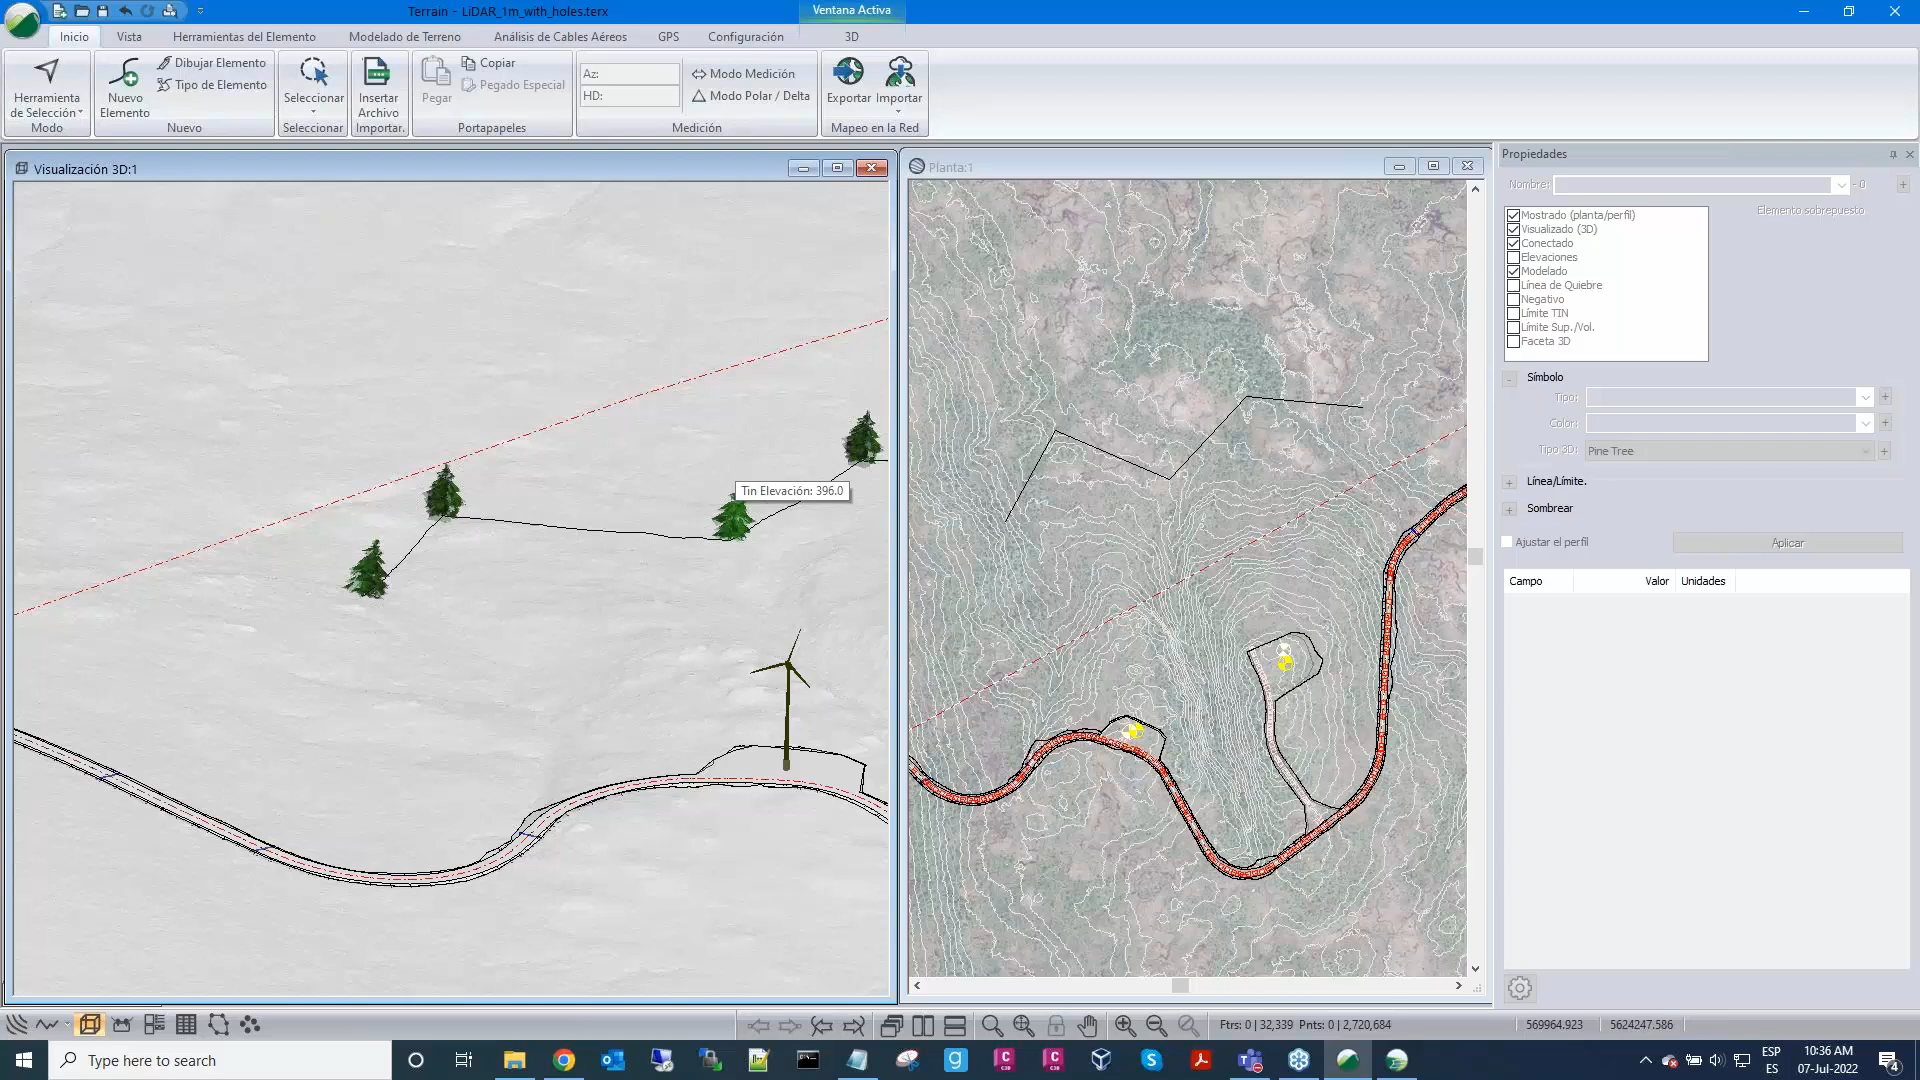 Terrain - LiDAR_1m_with_holes.terx
Ventana Activa
Inicio
Vista
Herramientas del Elemento
Modelado de Terreno
Análisis de Cables Aéreos
GPS
Configuración
3D
Herramienta
de Selección
Modo
Nuevo
Elemento
Dibujar Elemento
Tipo de Elemento
Nuevo
Seleccionar
Seleccionar
Insertar
Archivo
Importar.
Pegar
Copiar
Pegado Especial
Portapapeles
Az:
HD:
Modo Medición
Modo Polar / Delta
Medición
Exportar
Importar
Mapeo en la Red
Visualización 3D:1
Tin Elevación: 396.0
Planta:1
Propiedades
Nombre:
- 0
Elemento sobrepuesto
Mostrado (planta/perfil)
Visualizado (3D)
Conectado
Elevaciones
Modelado
Línea de Quiebre
Negativo
Límite TIN
Límite Sup./Vol.
Faceta 3D
Símbolo
Tipo:
Color:
Tipo 3D:
Pine Tree
Línea/Límite.
Sombrear
Ajustar el perfil
Aplicar
Campo
Valor
Unidades
Ftrs: 0 | 32,339 Pnts: 0 | 2,720,684
569964.923
5624247.586
Type here to search
ESP
ES
10:36 AM
07-Jul-2022
4